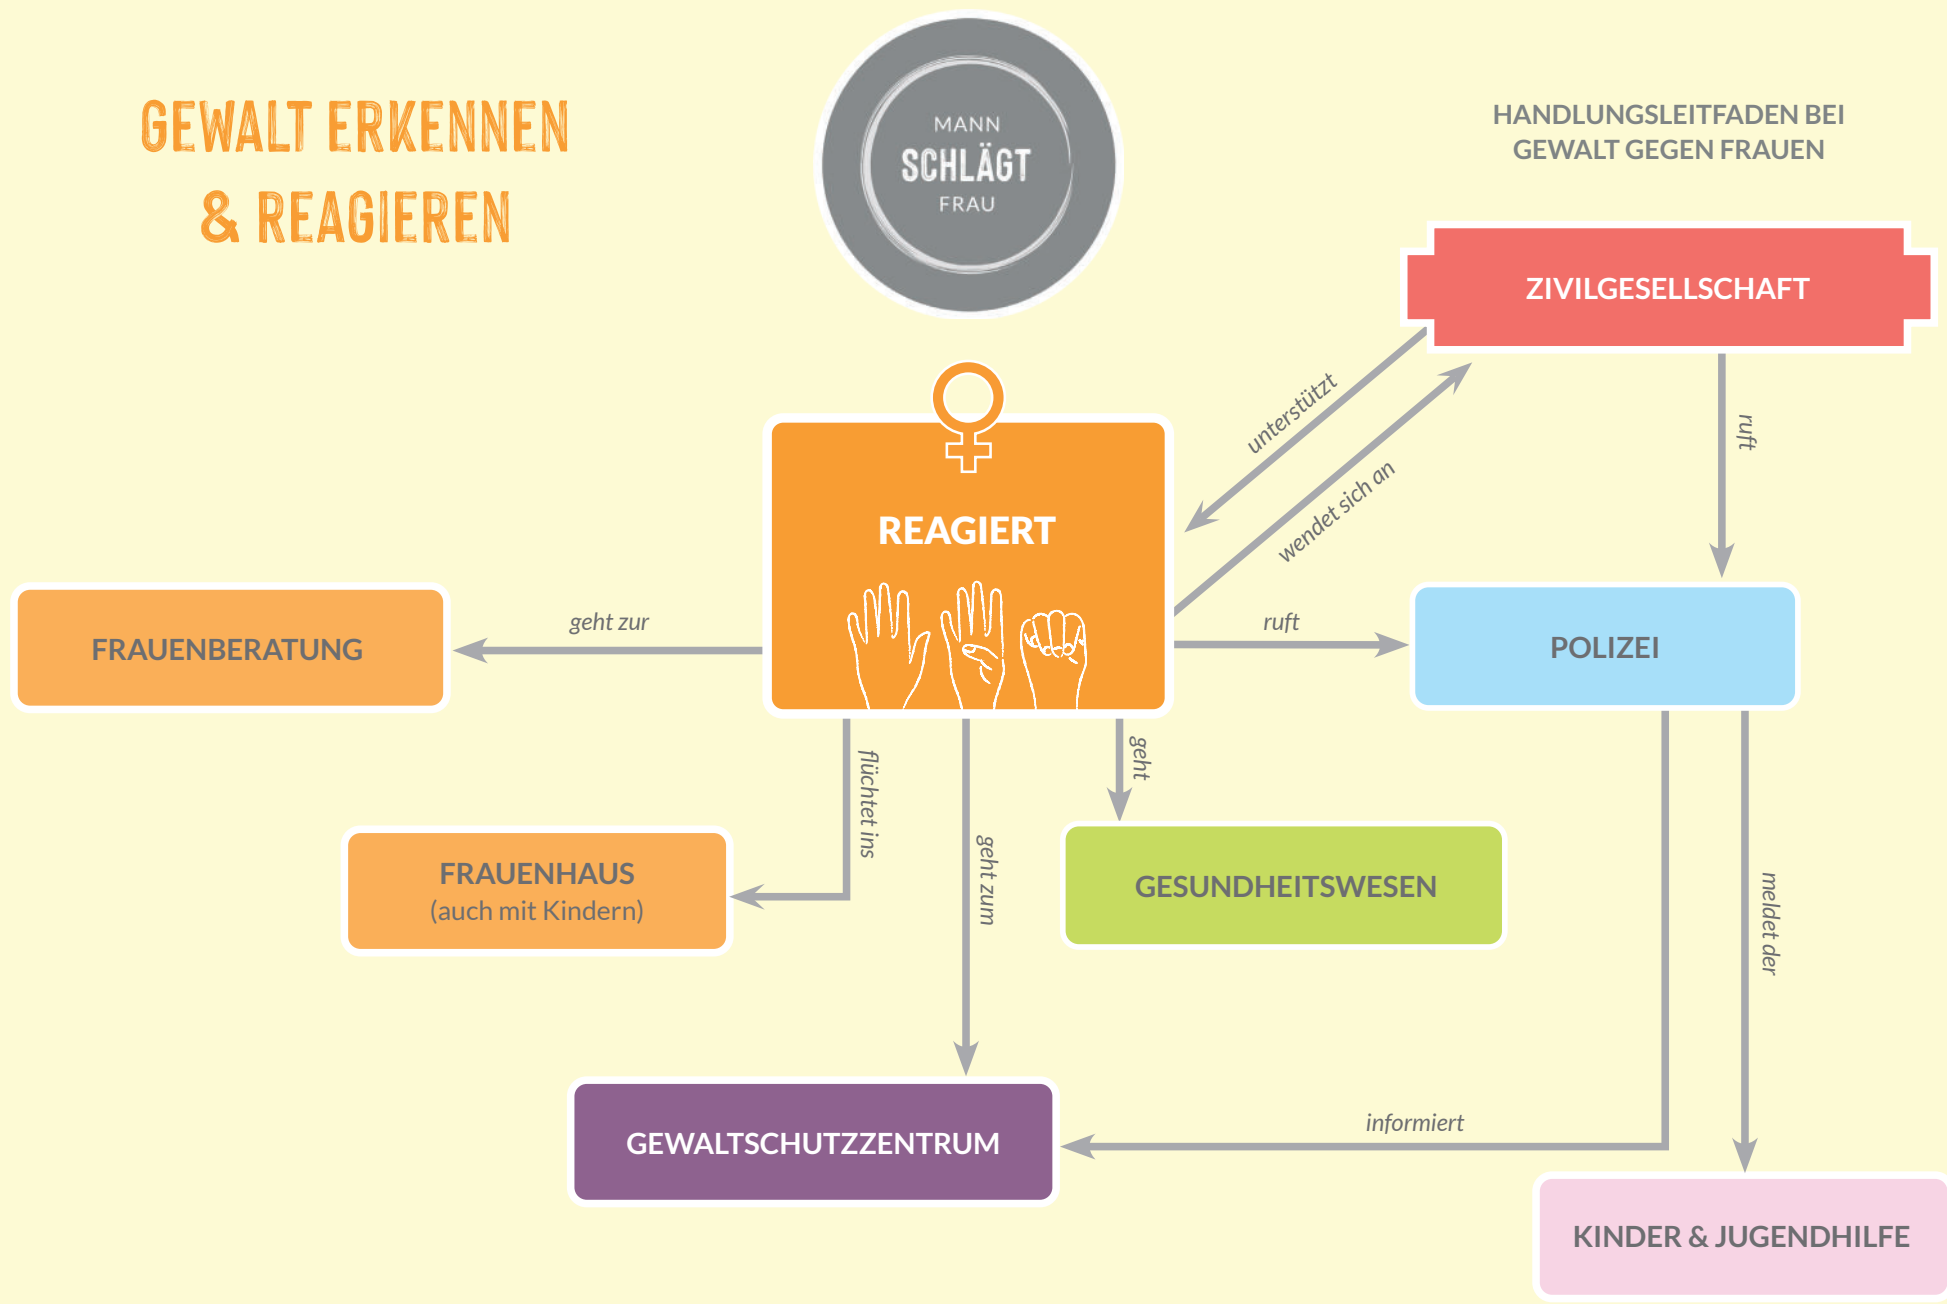 GEWALT ERKENNEN
& REAGIEREN
MANN
SCHLÄGT
FRAU
HANDLUNGSLEITFADEN BEI
GEWALT GEGEN FRAUEN
ZIVILGESELLSCHAFT
unterstützt
wendet sich an
ruft
REAGIERT
geht zur
FRAUENBERATUNG
ruft
POLIZEI
flüchtet ins
geht zum
geht
FRAUENHAUS
(auch mit Kindern)
GESUNDHEITSWESEN
meldet der
informiert
GEWALTSCHUTZZENTRUM
KINDER & JUGENDHILFE